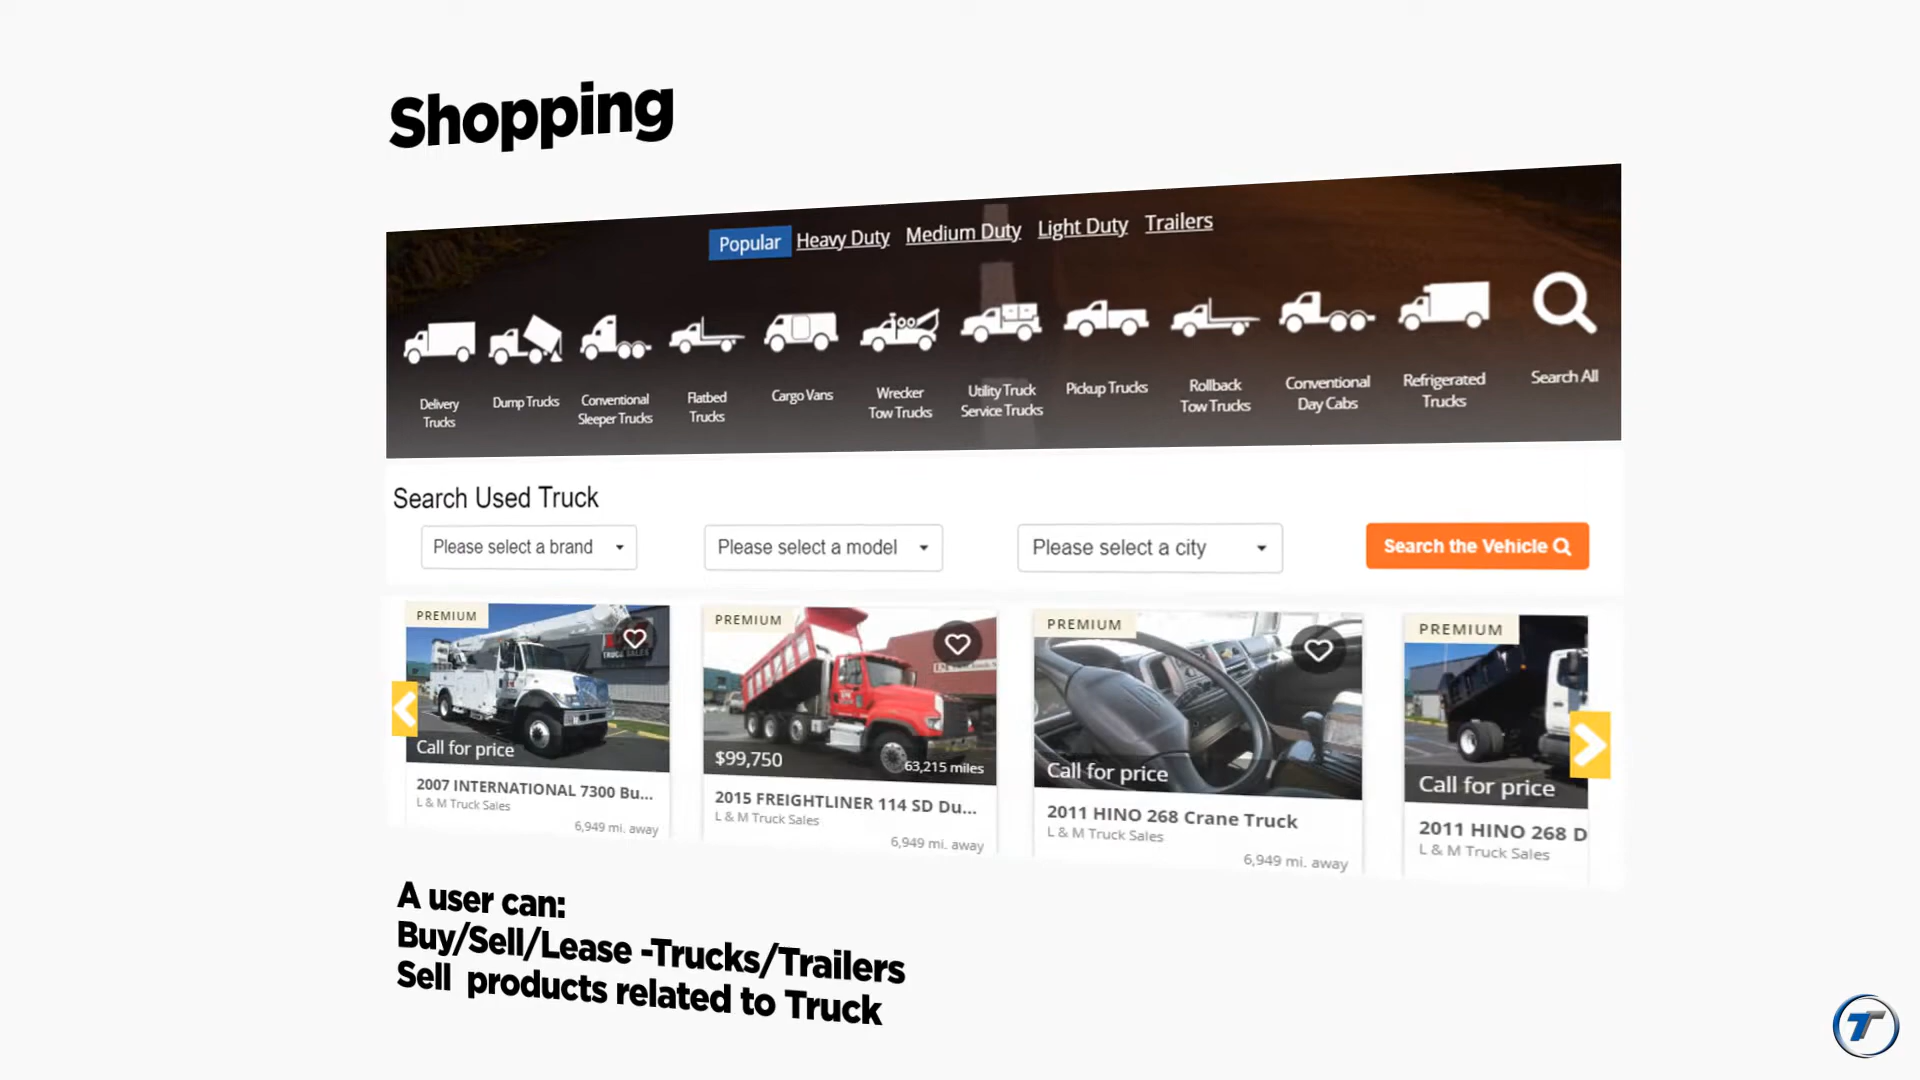 Shopping
Popular Heavy Duty Medium Duty Light Duty Trailers
Delivery
Trucks
Dump Trucks
Conventional
Sleeper Trucks
Flatbed
Trucks
Cargo Vans
Wrecker
Tow Trucks
Utility Truck
Service Trucks
Pickup Trucks
Rollback
Tow Trucks
Conventional
Day Cabs
Refrigerated
Trucks
Search All
Search Used Truck
Please select a brand
Please select a model
Please select a city
Search the Vehicle
PREMIUM
TRUCK SALES
Call for price
2007 INTERNATIONAL 7300 Bu...
L & M Truck Sales
6,949 mi. away
PREMIUM
$99,750
63,215 miles
2015 FREIGHTLINER 114 SD Du...
L & M Truck Sales
6,949 mi. away
PREMIUM
Call for price
2011 HINO 268 Crane Truck
L & M Truck Sales
6,949 mi. away
PREMIUM
Call for price
2011 HINO 268 D
L & M Truck Sales
A user can:
Buy/Sell/Lease -Trucks/Trailers
Sell products related to Truck